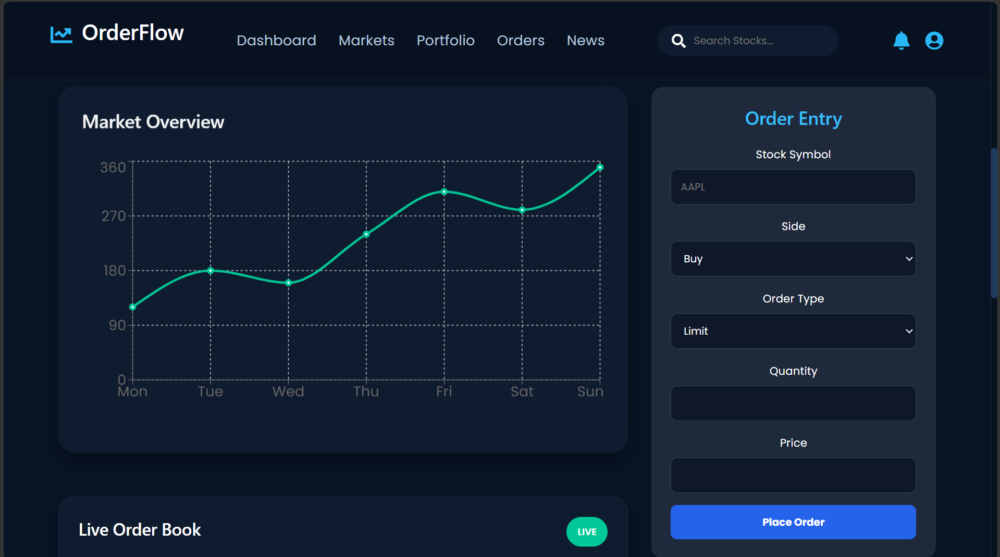 OrderFlow
Dashboard Markets Portfolio Orders News
Search Stocks...
Market Overview
360
270
180
90
0
Mon Tue Wed Thu Fri Sat Sun
Live Order Book
LIVE
Order Entry
Stock Symbol
AAPL
Side
Buy
Order Type
Limit
Quantity
Price
Place Order